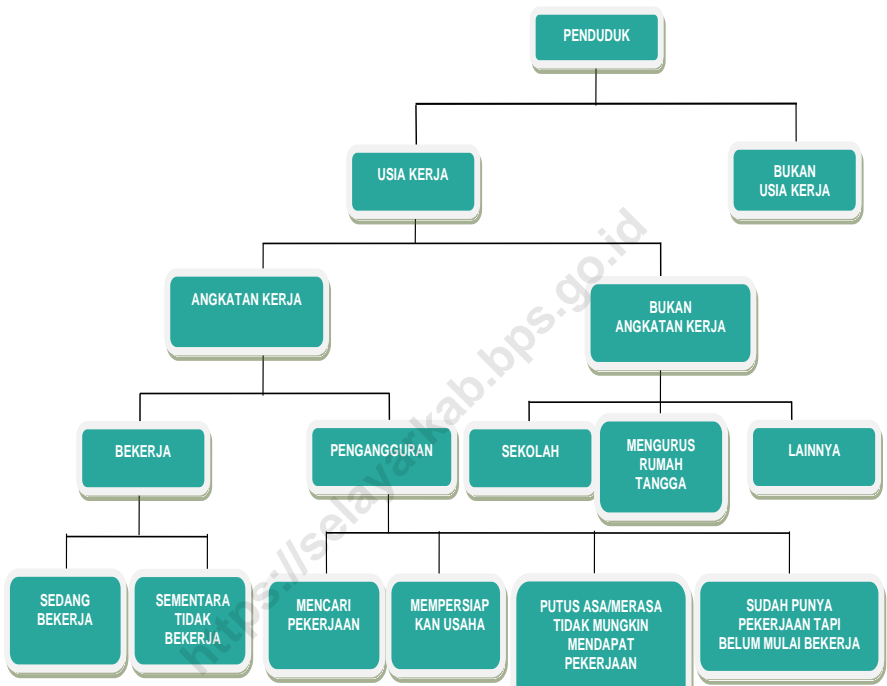 PENDUDUK
USIA KERJA
BUKAN
USIA KERJA
ANGKATAN KERJA
BUKAN
ANGKATAN KERJA
BEKERJA
PENGANGGURAN
SEKOLAH
MENGURUS
RUMAH
TANGGA
LAINNYA
SEDANG
BEKERJA
SEMENTARA
TIDAK
BEKERJA
MENCARI
PEKERJAAN
MEMPERSIAP
KAN USAHA
PUTUS ASA/MERASA
TIDAK MUNGKIN
MENDAPAT
PEKERJAAN
SUDAH PUNYA
PEKERJAAN TAPI
BELUM MULAI BEKERJA
https://selayarkab.bps.go.id